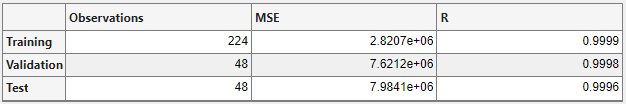 Observations MSE R
Training 224 2.8207e+06 0.9999
Validation 48 7.6212e+06 0.9998
Test 48 7.9841e+06 0.9996